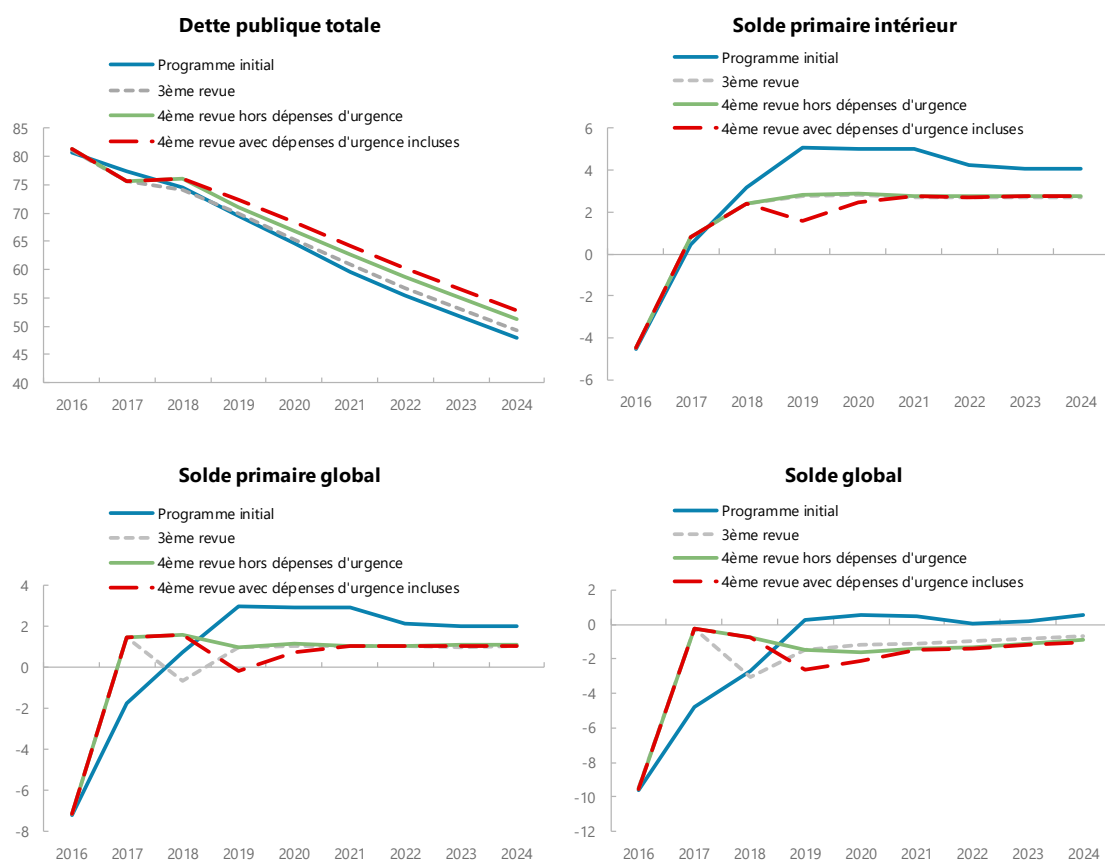 Dette publique totale
Programme initial
3ème revue
4ème revue hors dépenses d'urgence
4ème revue avec dépenses d'urgence incluses
85
80
75
70
65
60
55
50
45
40
2016 2017 2018 2019 2020 2021 2022 2023 2024
Solde primaire intérieur
Programme initial
3ème revue
4ème revue hors dépenses d'urgence
4ème revue avec dépenses d'urgence incluses
6
4
2
0
-2
-4
-6
2016 2017 2018 2019 2020 2021 2022 2023 2024
Solde primaire global
Programme initial
3ème revue
4ème revue hors dépenses d'urgence
4ème revue avec dépenses d'urgence incluses
4
2
0
-2
-4
-6
-8
2016 2017 2018 2019 2020 2021 2022 2023 2024
Solde global
Programme initial
3ème revue
4ème revue hors dépenses d'urgence
4ème revue avec dépenses d'urgence incluses
2
0
-2
-4
-6
-8
-10
-12
2016 2017 2018 2019 2020 2021 2022 2023 2024